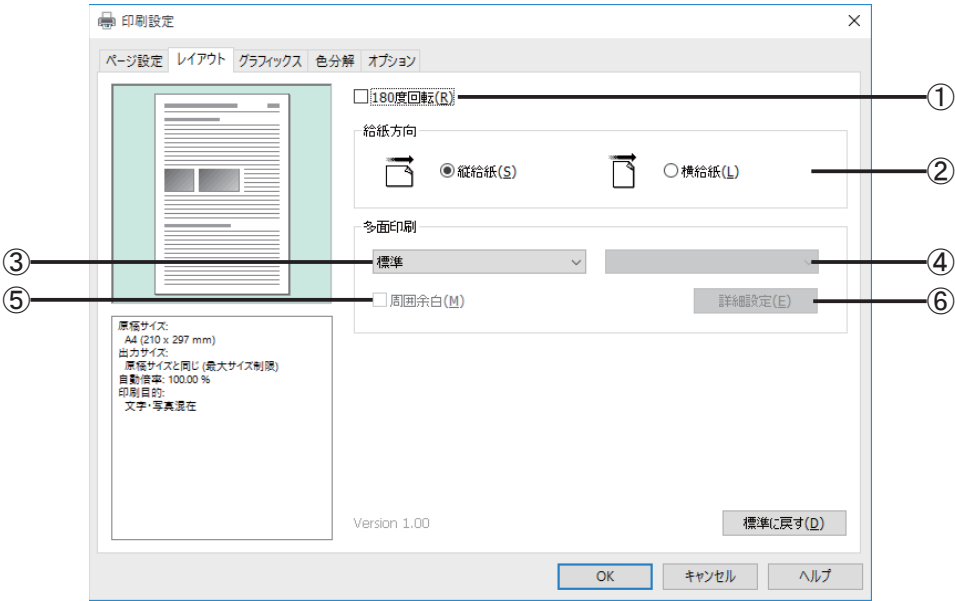 印刷設定
ページ設定 レイアウト グラフィックス 色分解 オプション
180度回転(R) ①
給紙方向
縦給紙(S) 横給紙(L) ②
多面印刷
③ 標準 ④
⑤ 周囲余白(M) 詳細設定(E) ⑥
原稿サイズ:
A4 (210 x 297 mm)
出力サイズ:
原稿サイズと同じ (最大サイズ制限)
自動倍率: 100.00 %
印刷目的:
文字・写真混在
Version 1.00 標準に戻す(D)
OK キャンセル ヘルプ